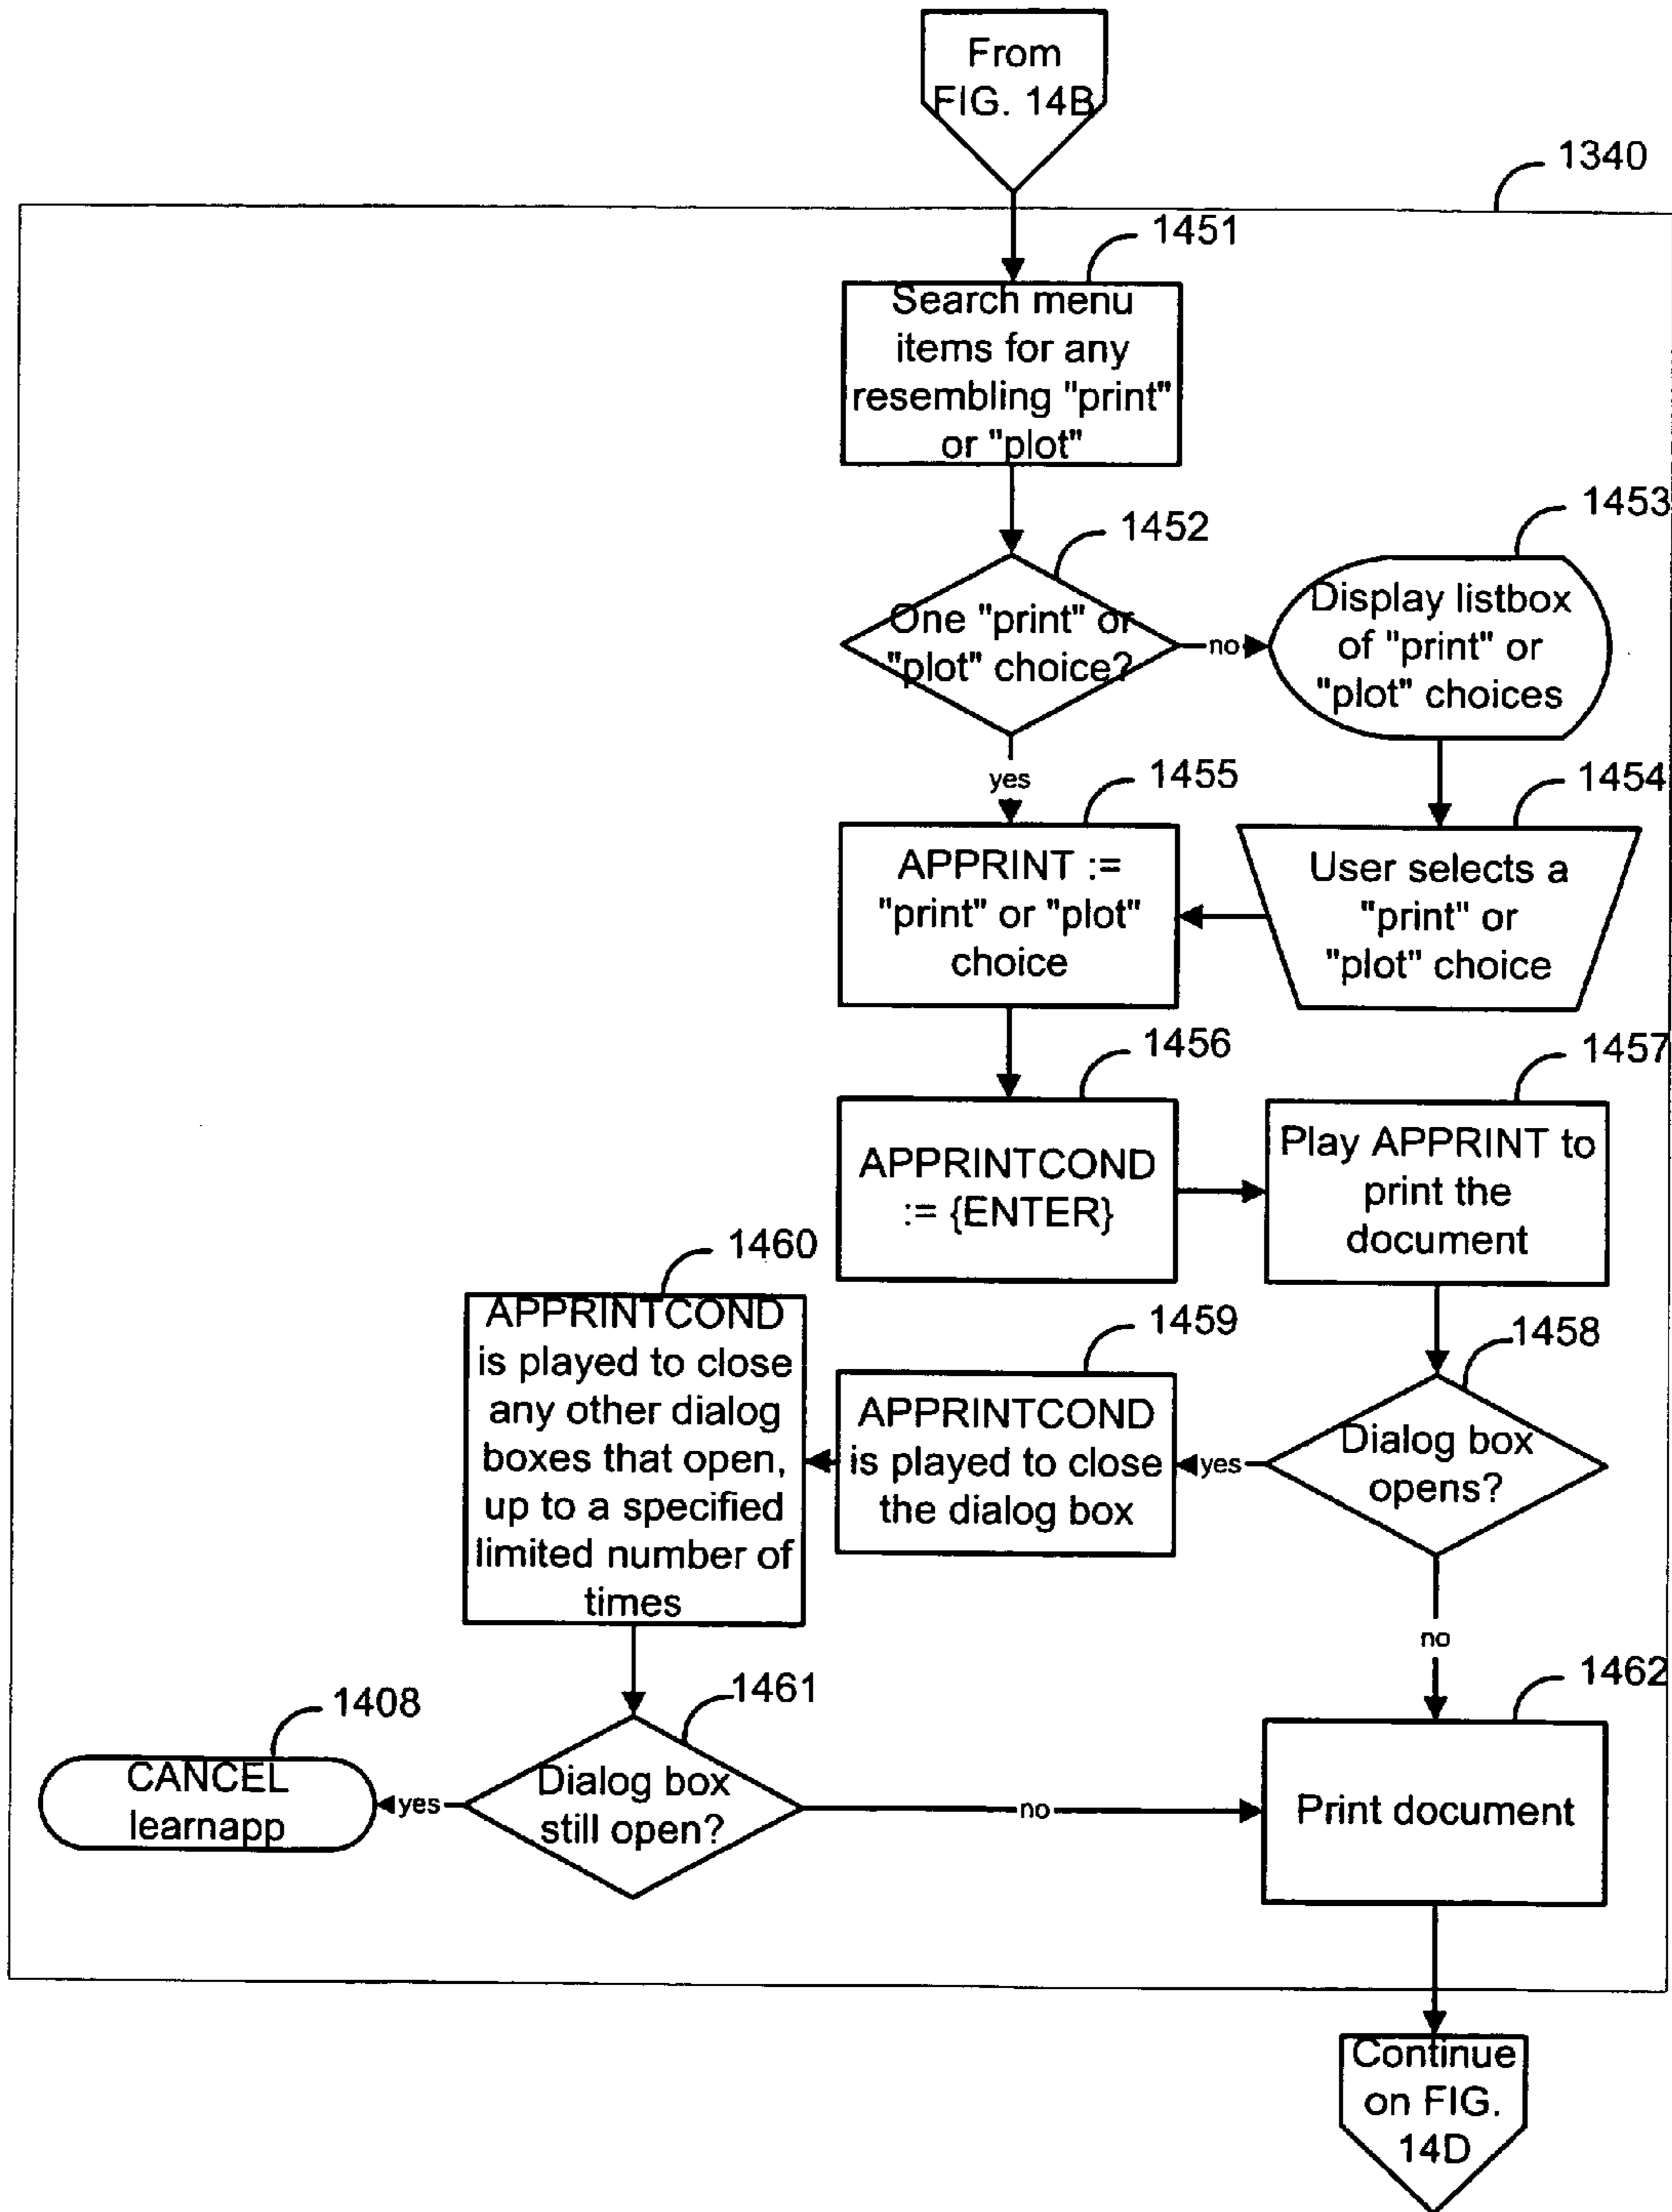 From
FIG. 14B
1340
1451
Search menu
items for any
resembling "print"
or "plot"
1452
One "print" or
"plot" choice?
no
1453
Display listbox
of "print" or
"plot" choices
yes
1455
APPRINT :=
"print" or "plot"
choice
1454
User selects a
"print" or
"plot" choice
1456
APPRINTCOND
:= {ENTER}
1457
Play APPRINT to
print the
document
1458
Dialog box
opens?
yes
1459
APPRINTCOND
is played to close
the dialog box
1460
APPRINTCOND
is played to close
any other dialog
boxes that open,
up to a specified
limited number of
times
no
1461
Dialog box
still open?
yes
1408
CANCEL
learnapp
no
1462
Print document
Continue
on FIG.
14D